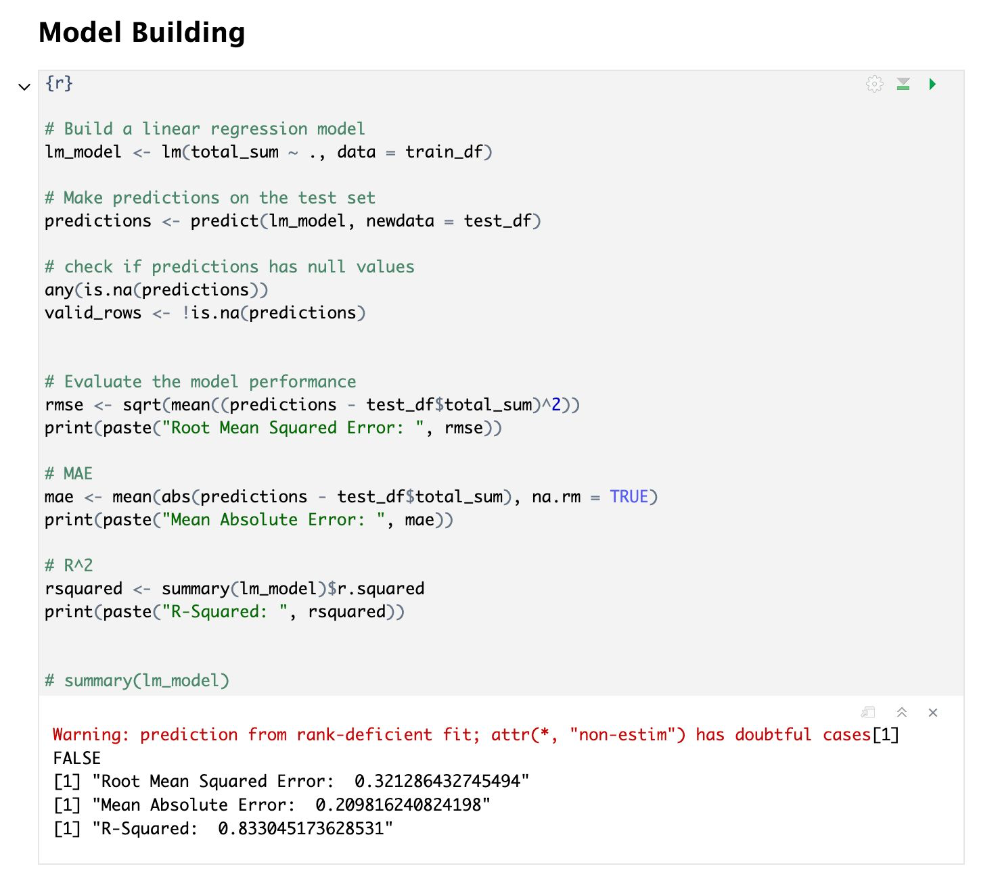 Model Building
{r}
# Build a linear regression model
lm_model <- lm(total_sum ~ ., data = train_df)
# Make predictions on the test set
predictions <- predict(lm_model, newdata = test_df)
# check if predictions has null values
any(is.na(predictions))
valid_rows <- !is.na(predictions)
# Evaluate the model performance
rmse <- sqrt(mean((predictions - test_df$total_sum)^2))
print(paste("Root Mean Squared Error: ", rmse))
# MAE
mae <- mean(abs(predictions - test_df$total_sum), na.rm = TRUE)
print(paste("Mean Absolute Error: ", mae))
# R^2
rsquared <- summary(lm_model)$r.squared
print(paste("R-Squared: ", rsquared))
# summary(lm_model)
Warning: prediction from rank-deficient fit; attr(*, "non-estim") has doubtful cases[1]
FALSE
[1] "Root Mean Squared Error:  0.321286432745494"
[1] "Mean Absolute Error:  0.209816240824198"
[1] "R-Squared:  0.833045173628531"